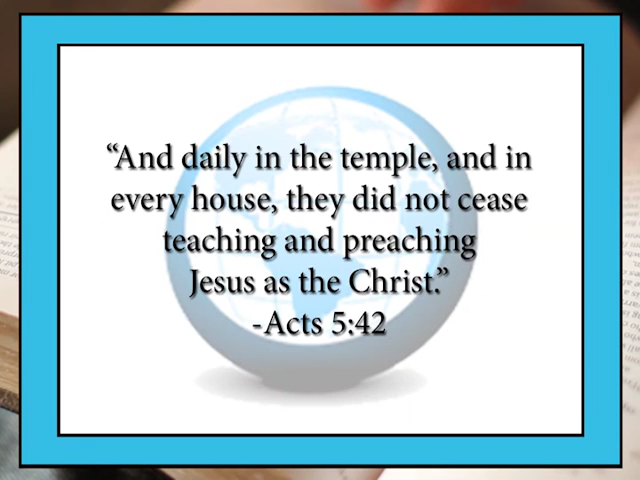 “And daily in the temple, and in
every house, they did not cease
teaching and preaching
Jesus as the Christ.”
-Acts 5:42